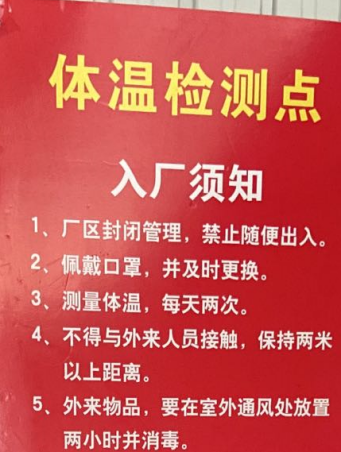 体温检测点
入厂须知
1、厂区封闭管理，禁止随便出入。
2、佩戴口罩，并及时更换。
3、测量体温，每天两次。
4、不得与外来人员接触，保持两米
以上距离。
5、外来物品，要在室外通风处放置
两小时并消毒。